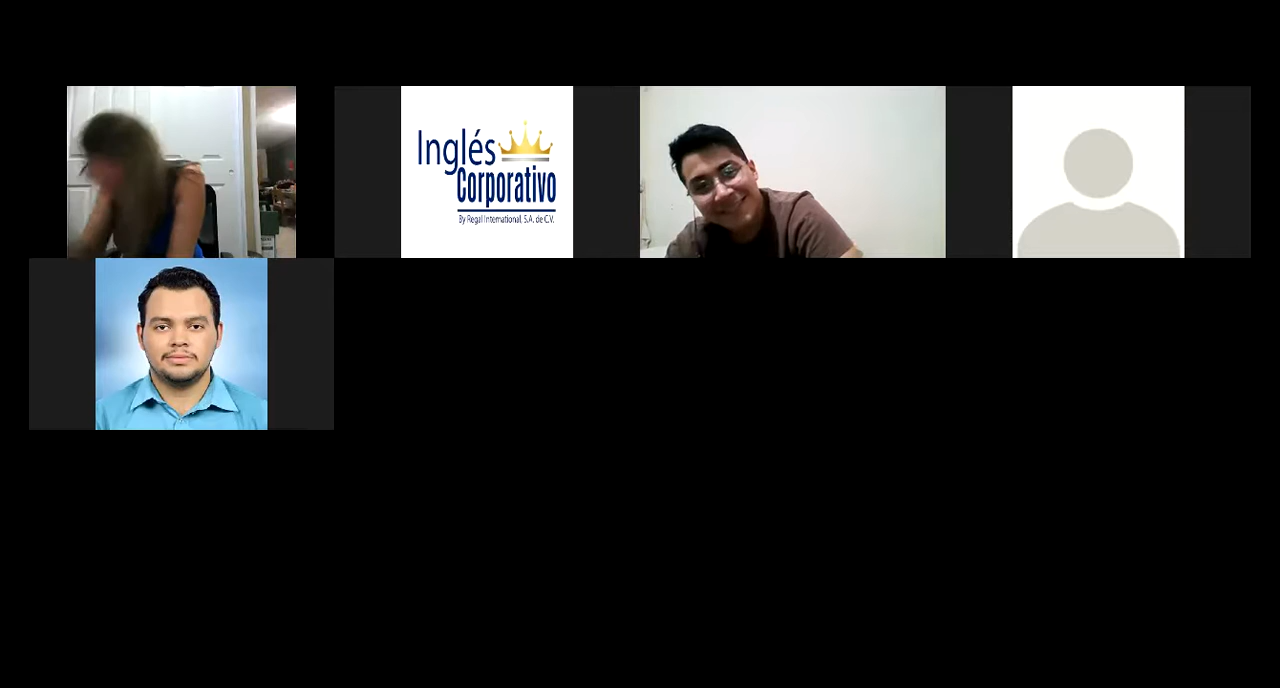 Inglés
Corporativo
By Regal International, S.A. de C.V.